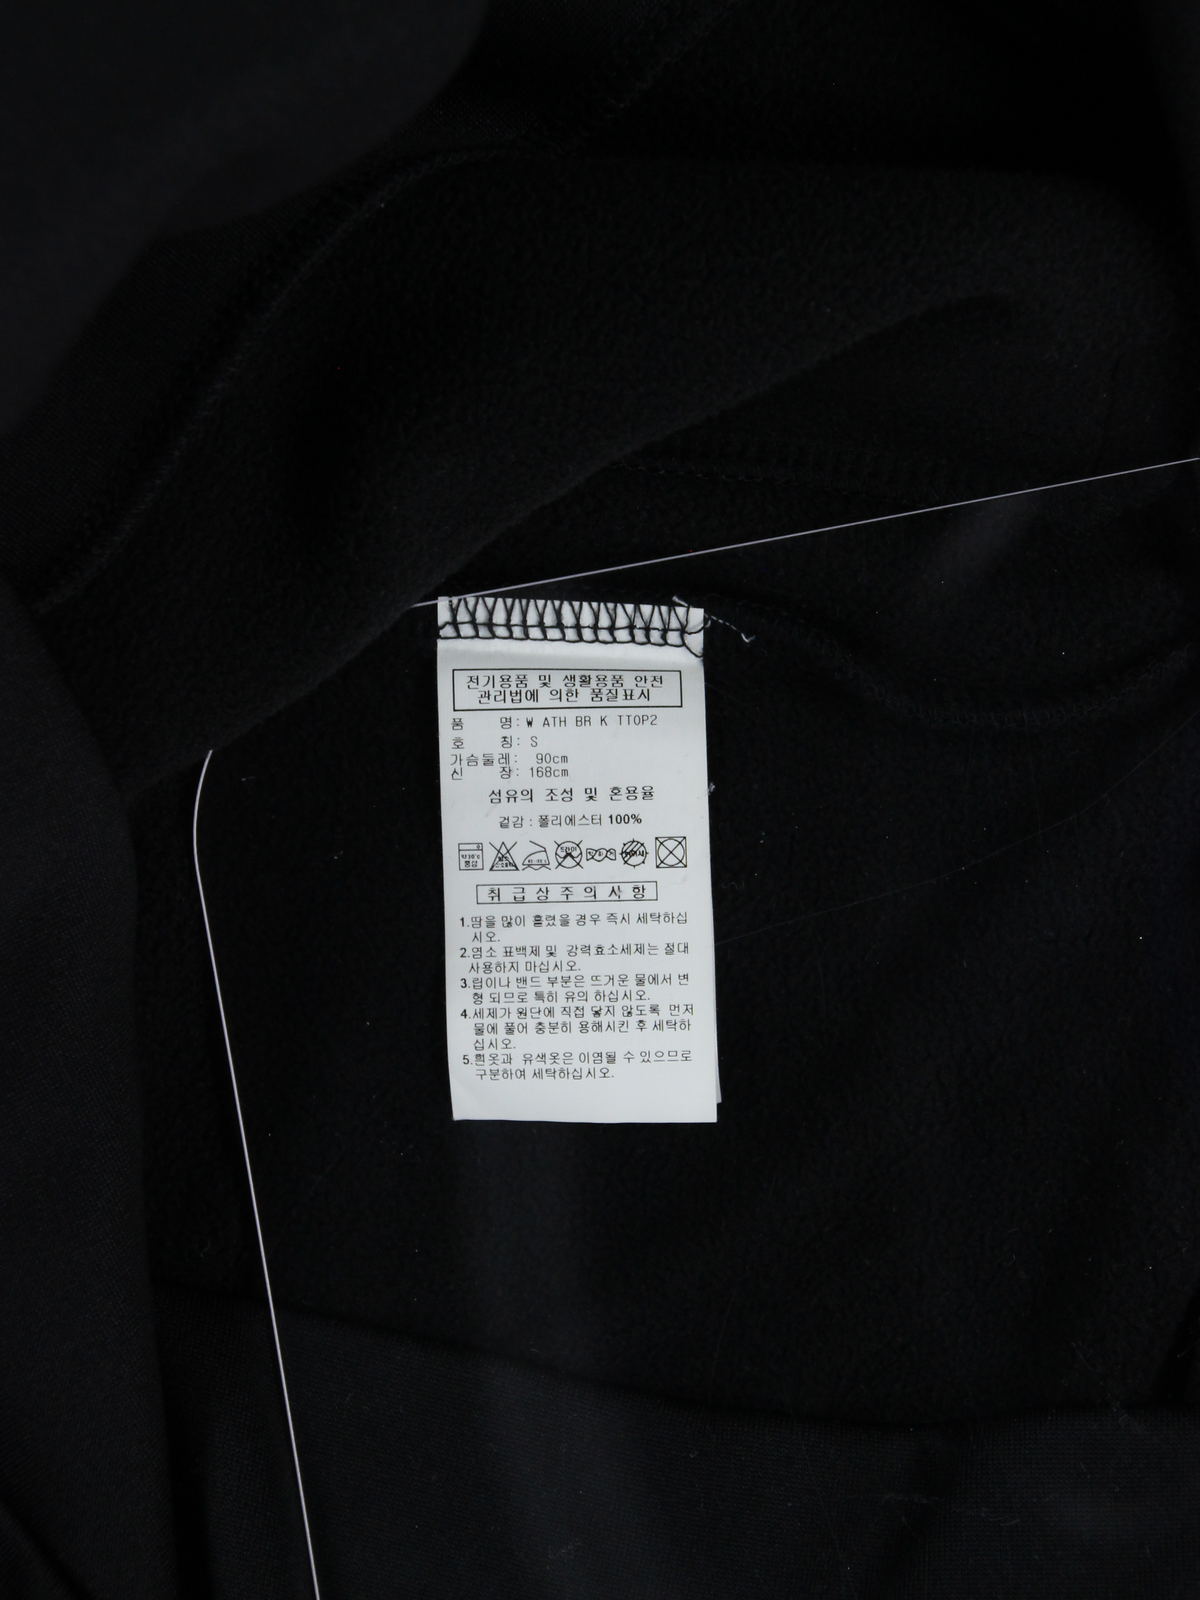 전기용품 및 생활용품 안전
관리법에 의한 품질표시
품 명: W ATH BR K TTOP2
호 칭: S
가슴둘레: 90cm
신 장: 168cm
섬유의 조성 및 혼용율
겉감 : 폴리에스터 100%
약30℃ 중성 염소 드라이
취 급 상 주 의 사 항
1.땀을 많이 흘렸을 경우 즉시 세탁하십
시오.
2.염소 표백제 및 강력효소세제는 절대
사용하지 마십시오.
3.립이나 밴드 부분은 뜨거운 물에서 변
형 되므로 특히 유의 하십시오.
4.세제가 원단에 직접 닿지 않도록 먼저
물에 풀어 충분히 용해시킨 후 세탁하
십시오.
5.흰옷과 유색옷은 이염될 수 있으므로
구분하여 세탁하십시오.